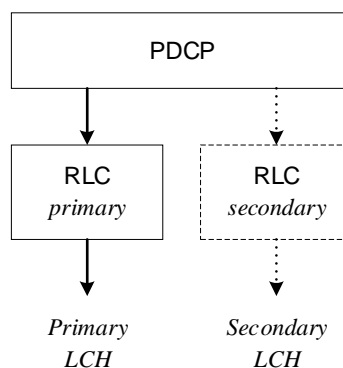 PDCP
RLC
primary
RLC
secondary
Primary
LCH
Secondary
LCH